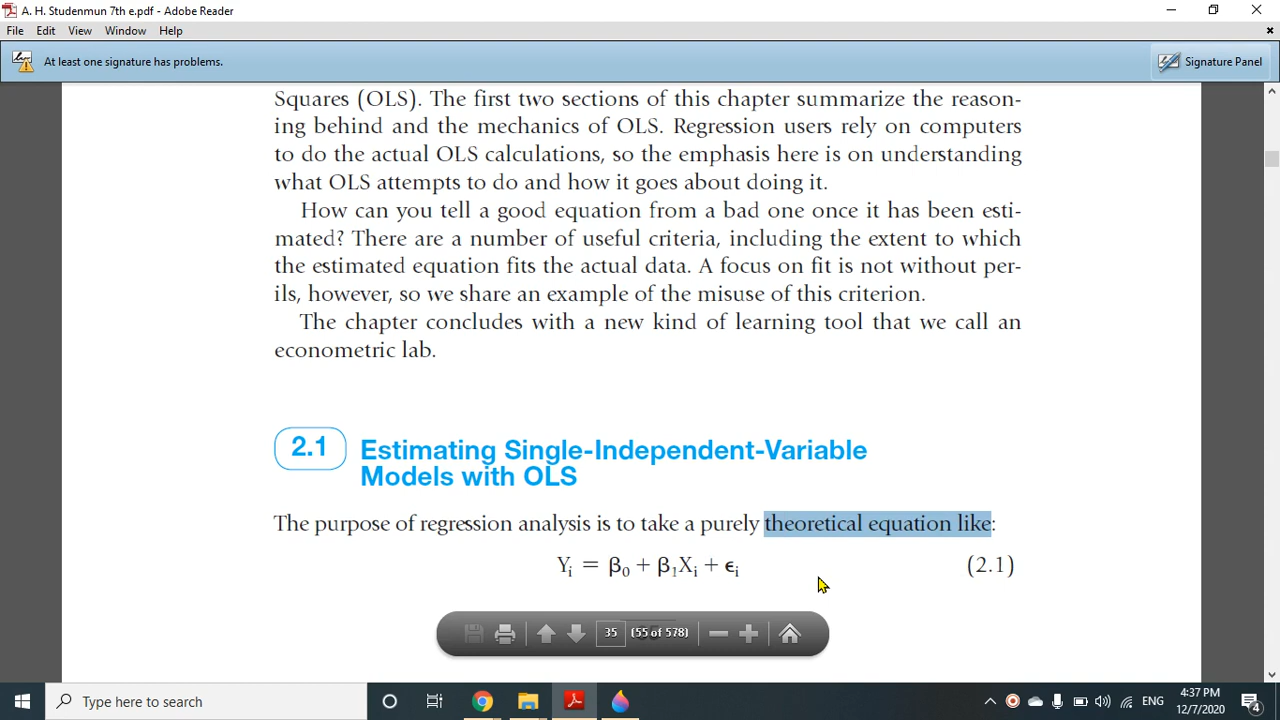 A. H. Studenmun 7th e.pdf - Adobe Reader
File Edit View Window Help
At least one signature has problems.
Signature Panel
Squares (OLS). The first two sections of this chapter summarize the reason-
ing behind and the mechanics of OLS. Regression users rely on computers
to do the actual OLS calculations, so the emphasis here is on understanding
what OLS attempts to do and how it goes about doing it.
How can you tell a good equation from a bad one once it has been esti-
mated? There are a number of useful criteria, including the extent to which
the estimated equation fits the actual data. A focus on fit is not without per-
ils, however, so we share an example of the misuse of this criterion.
The chapter concludes with a new kind of learning tool that we call an
econometric lab.
2.1 Estimating Single-Independent-Variable
Models with OLS
The purpose of regression analysis is to take a purely theoretical equation like:
Yᵢ = β₀ + β₁Xᵢ + ϵᵢ (2.1)
35 (55 of 578)
Type here to search
ENG
4:37 PM
12/7/2020
4